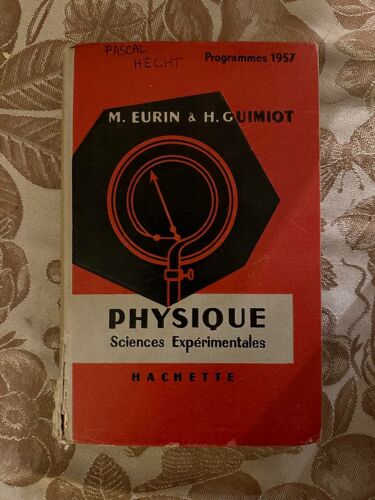 PASCAL
HECHT
Programmes 1957
M. EURIN & H. GUIMIOT
PHYSIQUE
Sciences Expérimentales
HACHETTE